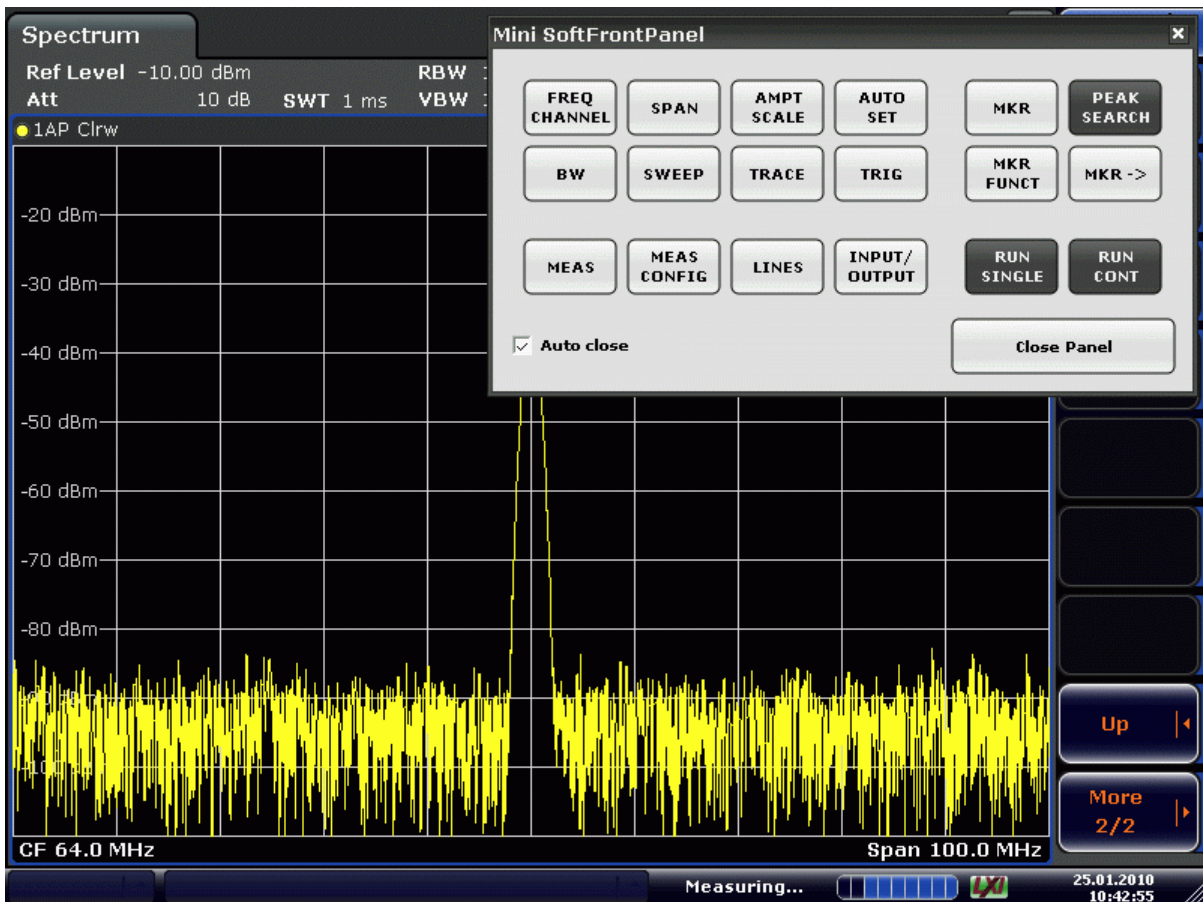 Spectrum
Ref Level -10.00 dBm RBW
Att 10 dB SWT 1 ms VBW
1AP Clrw
-20 dBm
-30 dBm
-40 dBm
-50 dBm
-60 dBm
-70 dBm
-80 dBm
CF 64.0 MHz Span 100.0 MHz
Mini SoftFrontPanel
FREQ CHANNEL SPAN AMPT SCALE AUTO SET MKR PEAK SEARCH
BW SWEEP TRACE TRIG MKR FUNCT MKR ->
MEAS MEAS CONFIG LINES INPUT/ OUTPUT RUN SINGLE RUN CONT
Auto close Close Panel
Up
More
2/2
Measuring... LXI 25.01.2010
10:42:55